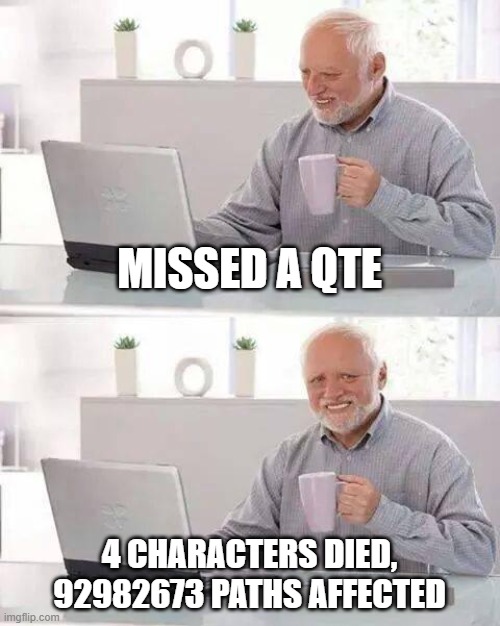 MISSED A QTE
4 CHARACTERS DIED,
92982673 PATHS AFFECTED
imgflip.com